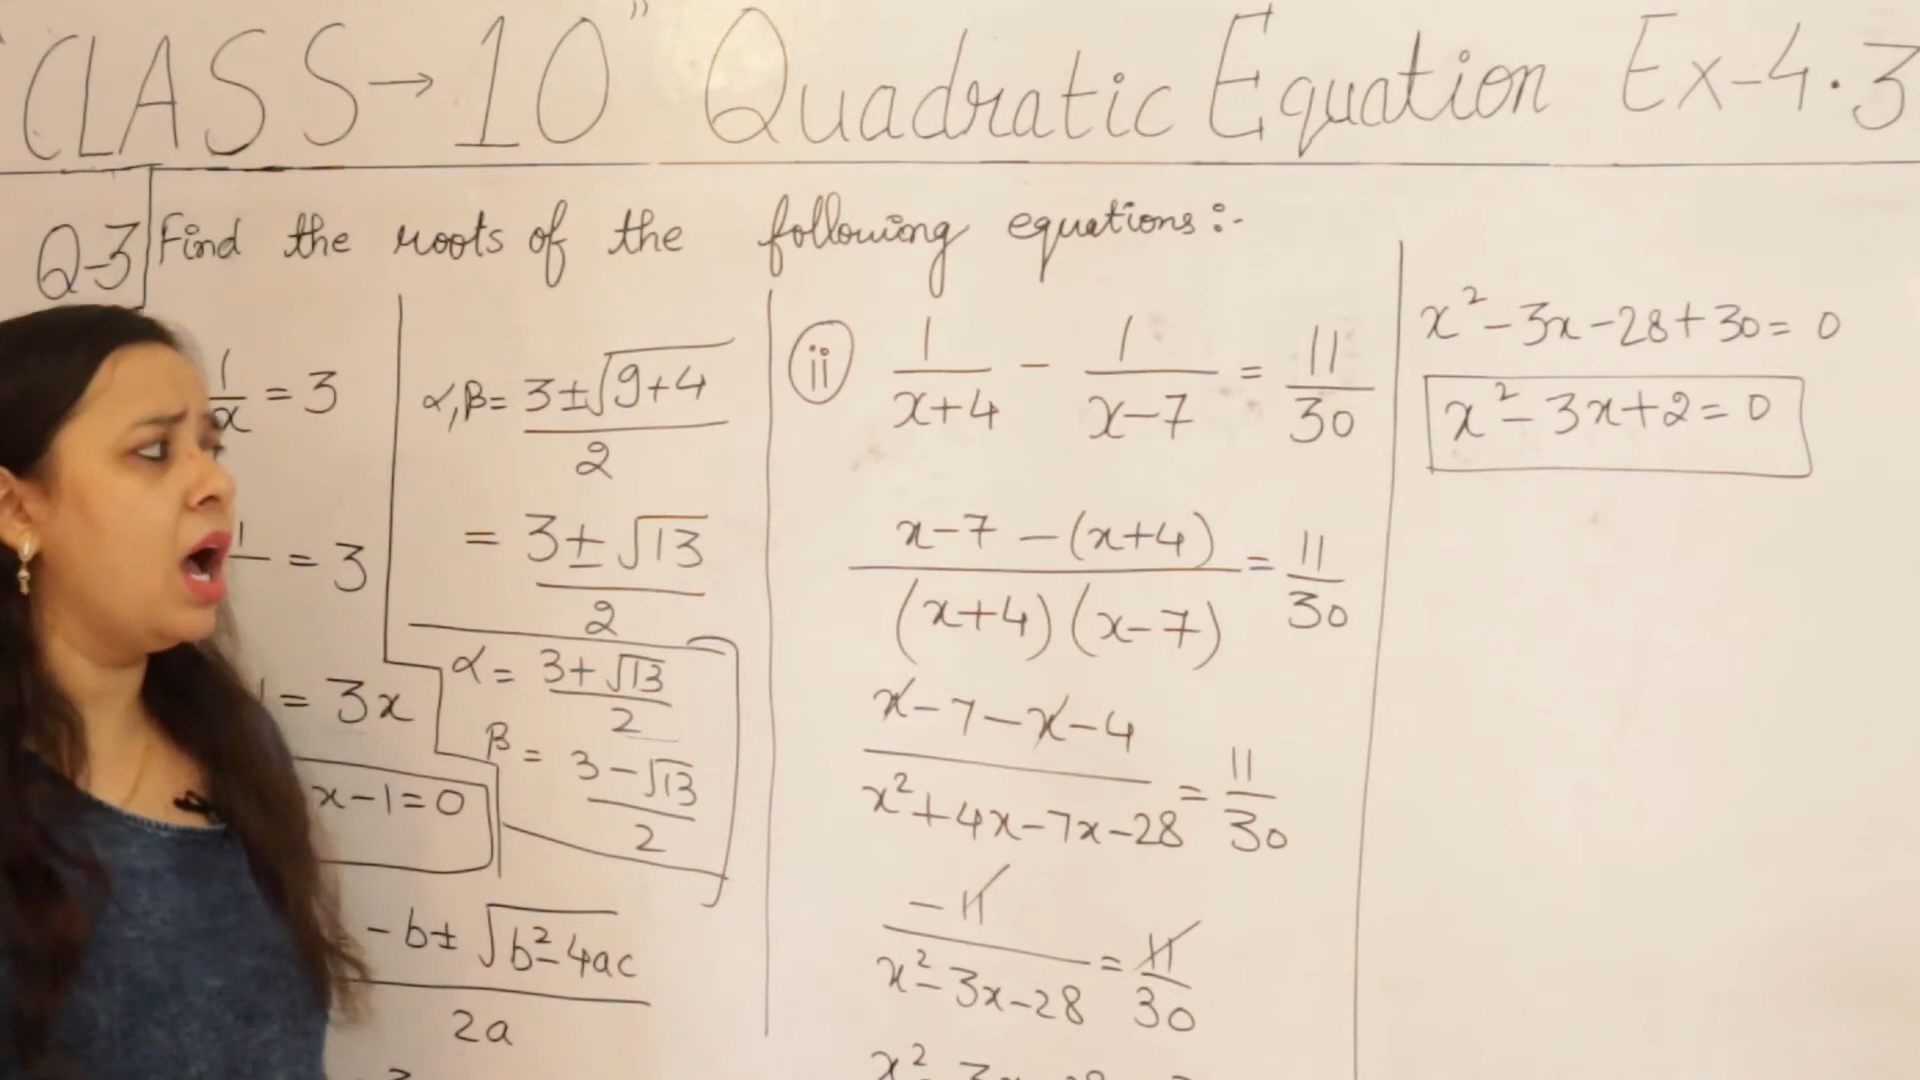 "CLASS→10" Quadratic Equation Ex-4.3
Q-3 Find the roots of the following equations:-
1/x = 3
1/ = 3
1 = 3x
x-1=0
-b±√b²-4ac / 2a
α,β= 3±√9+4 / 2
= 3±√13 / 2
α= 3+√13 / 2
β = 3-√13 / 2
ii 1/x+4 - 1/x-7 = 11/30
x-7-(x+4) / (x+4)(x-7) = 11/30
x-7-x-4 / x²+4x-7x-28 = 11/30
-11 / x²-3x-28 = 11/30
x²-3x-28+30=0
x²-3x+2=0